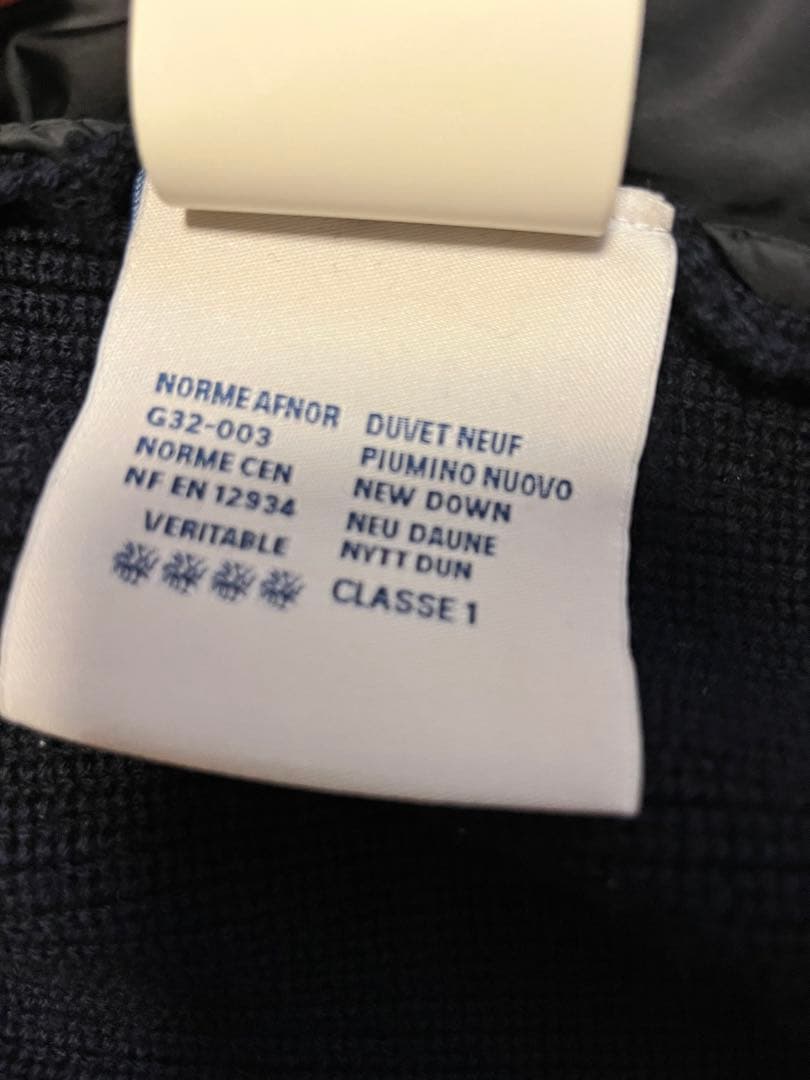 NORME AFNOR
G32-003
NORME CEN
NF EN 12934
VERITABLE
DUVET NEUF
PIUMINO NUOVO
NEW DOWN
NEU DAUNE
NYTT DUN
CLASSE 1